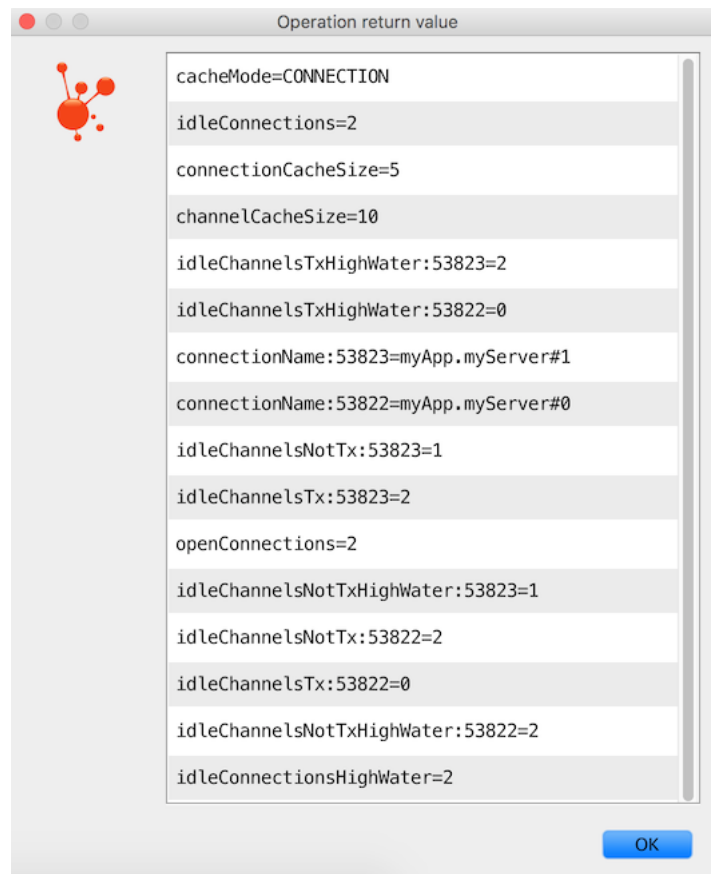 Operation return value
cacheMode=CONNECTION
idleConnections=2
connectionCacheSize=5
channelCacheSize=10
idleChannelsTxHighWater:53823=2
idleChannelsTxHighWater:53822=0
connectionName:53823=myApp.myServer#1
connectionName:53822=myApp.myServer#0
idleChannelsNotTx:53823=1
idleChannelsTx:53823=2
openConnections=2
idleChannelsNotTxHighWater:53823=1
idleChannelsNotTx:53822=2
idleChannelsTx:53822=0
idleChannelsNotTxHighWater:53822=2
idleConnectionsHighWater=2
OK